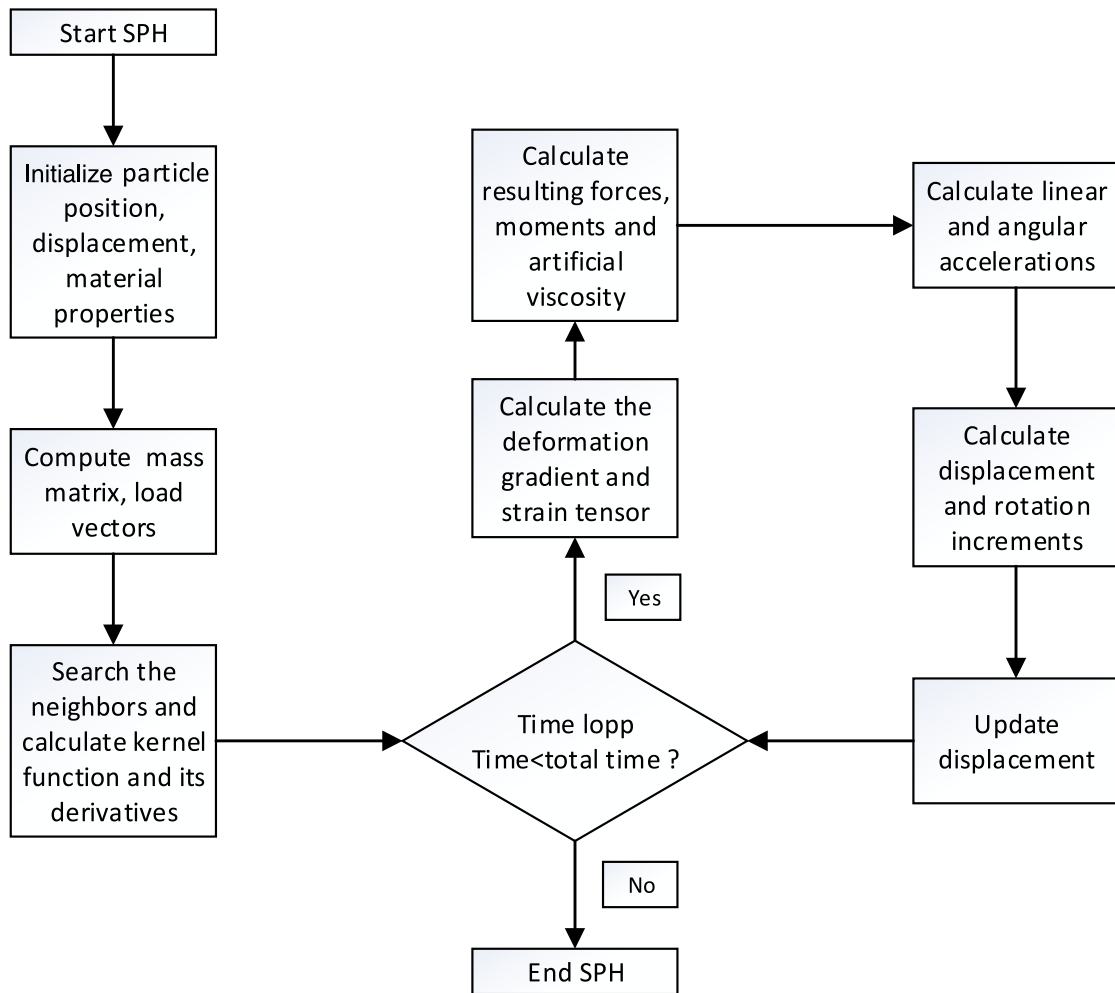 Start SPH
Initialize particle
position,
displacement,
material
properties
Compute mass
matrix, load
vectors
Search the
neighbors and
calculate kernel
function and its
derivatives
Time lopp
Time<total time ?
Yes
Calculate the
deformation
gradient and
strain tensor
Calculate
resulting forces,
moments and
artificial
viscosity
Calculate linear
and angular
accelerations
Calculate
displacement
and rotation
increments
Update
displacement
No
End SPH